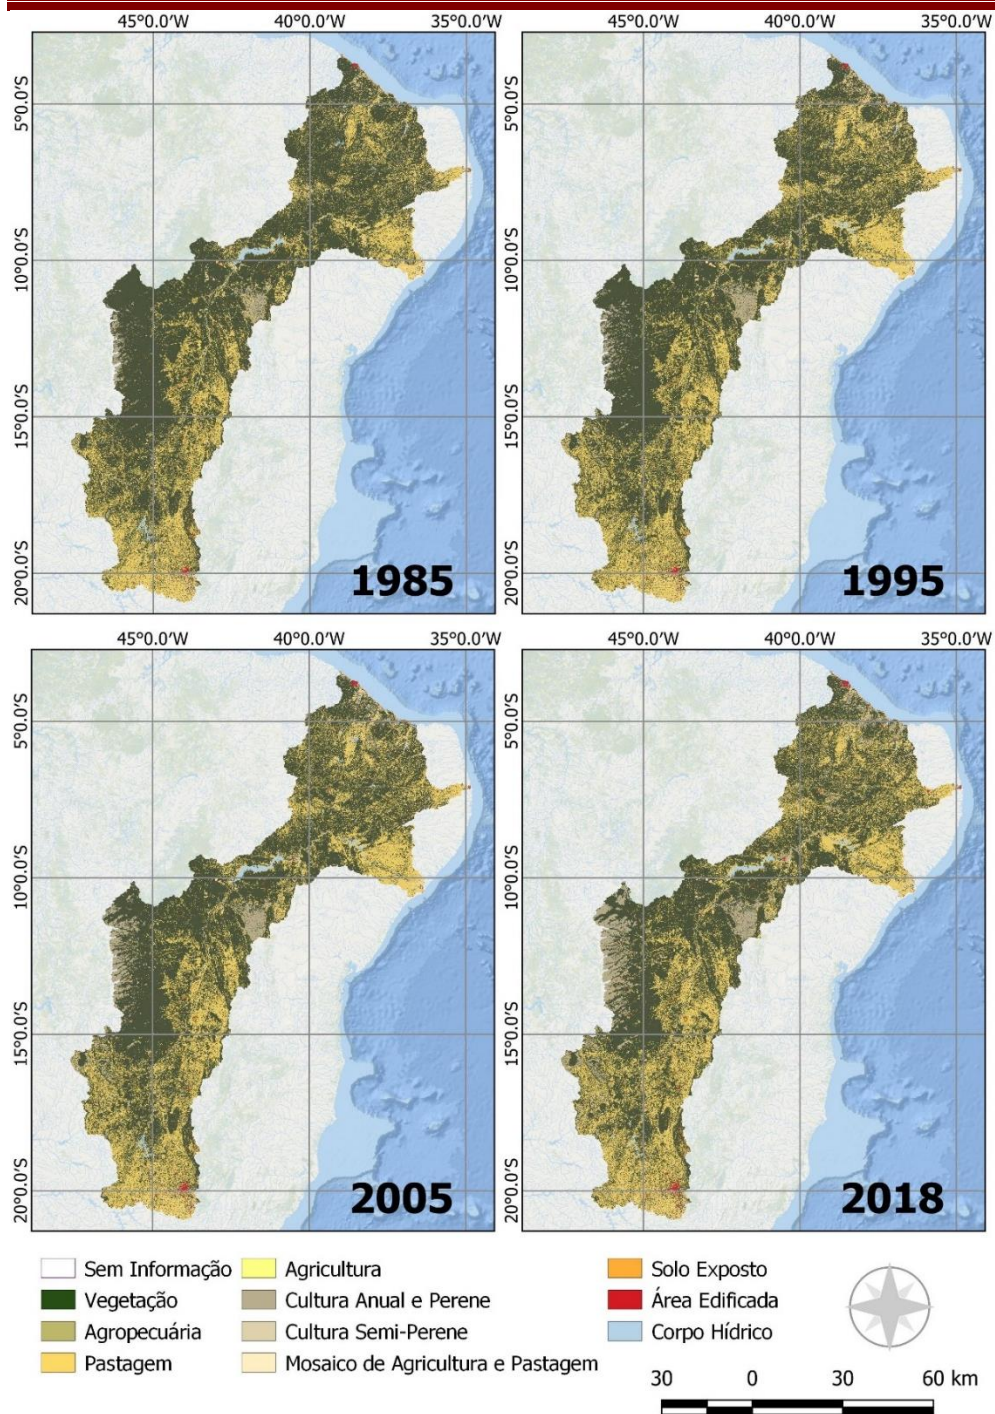 45°0.0'W 40°0.0'W 35°0.0'W 45°0.0'W 40°0.0'W 35°0.0'W
5°0.0'S 5°0.0'S
10°0.0'S 10°0.0'S
15°0.0'S 15°0.0'S
20°0.0'S 20°0.0'S
1985 1995
45°0.0'W 40°0.0'W 35°0.0'W 45°0.0'W 40°0.0'W 35°0.0'W
5°0.0'S 5°0.0'S
10°0.0'S 10°0.0'S
15°0.0'S 15°0.0'S
20°0.0'S 20°0.0'S
2005 2018
Sem Informação Agricultura Solo Exposto
Vegetação Cultura Anual e Perene Área Edificada
Agropecuária Cultura Semi-Perene Corpo Hídrico
Pastagem Mosaico de Agricultura e Pastagem
30 0 30 60 km